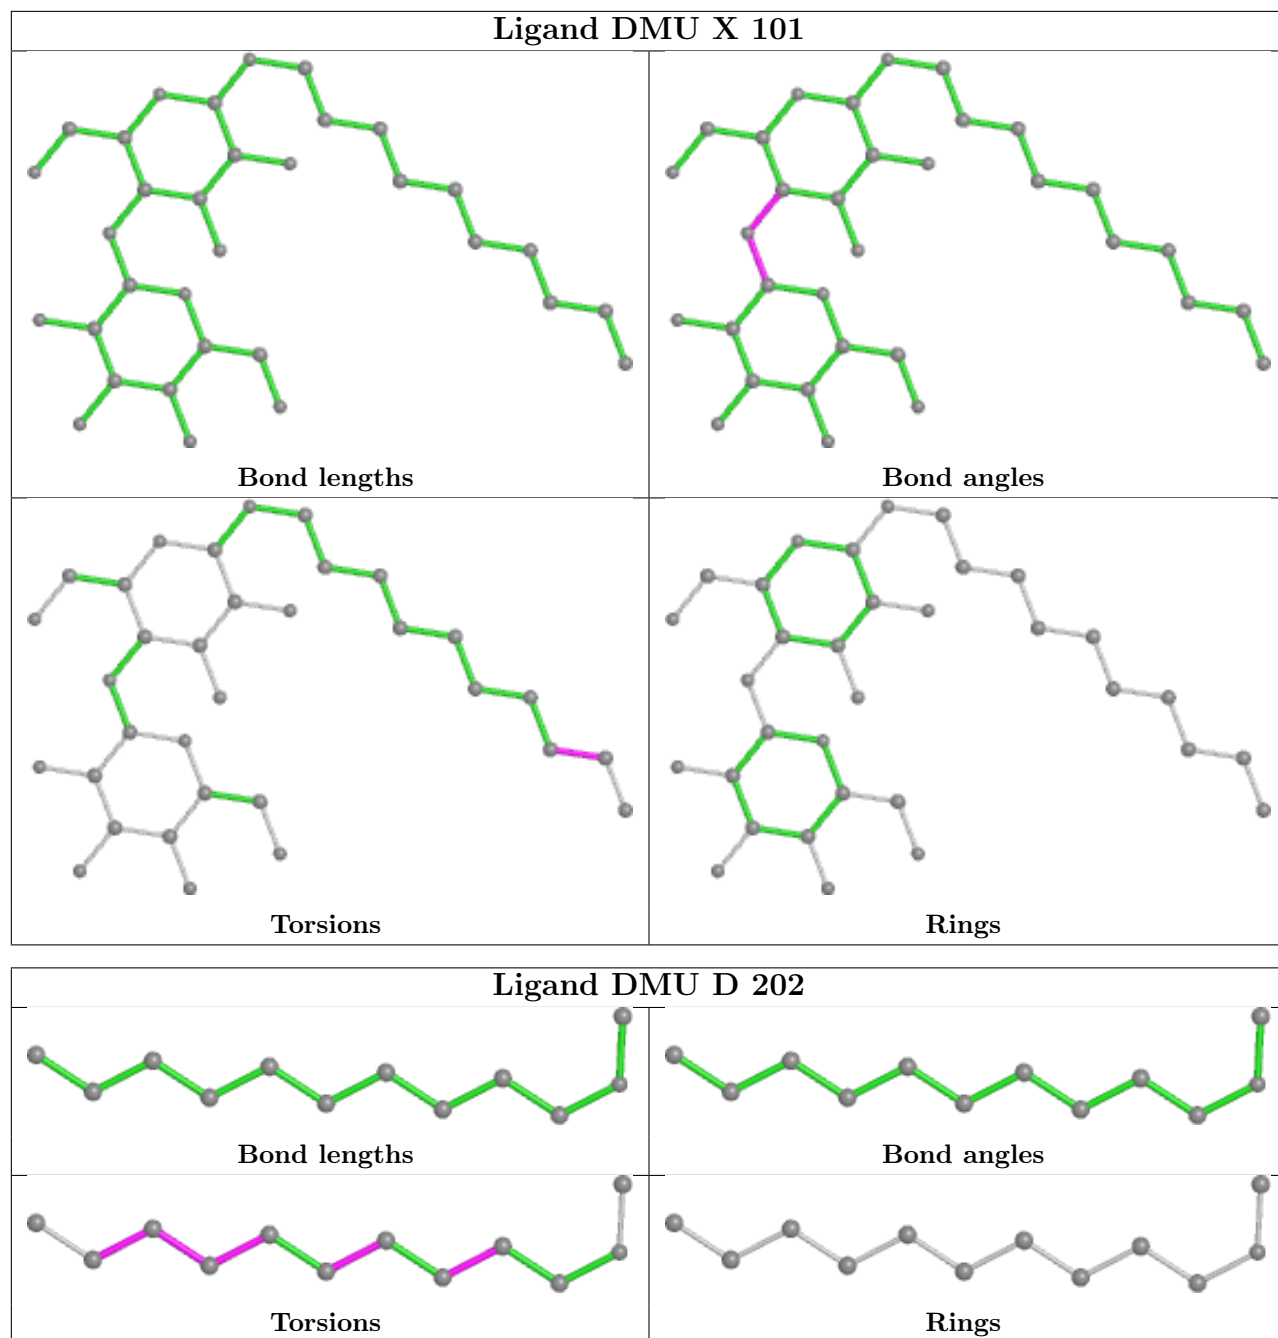 Ligand DMU X 101
Bond lengths
Bond angles
Torsions
Rings
Ligand DMU D 202
Bond lengths
Bond angles
Torsions
Rings